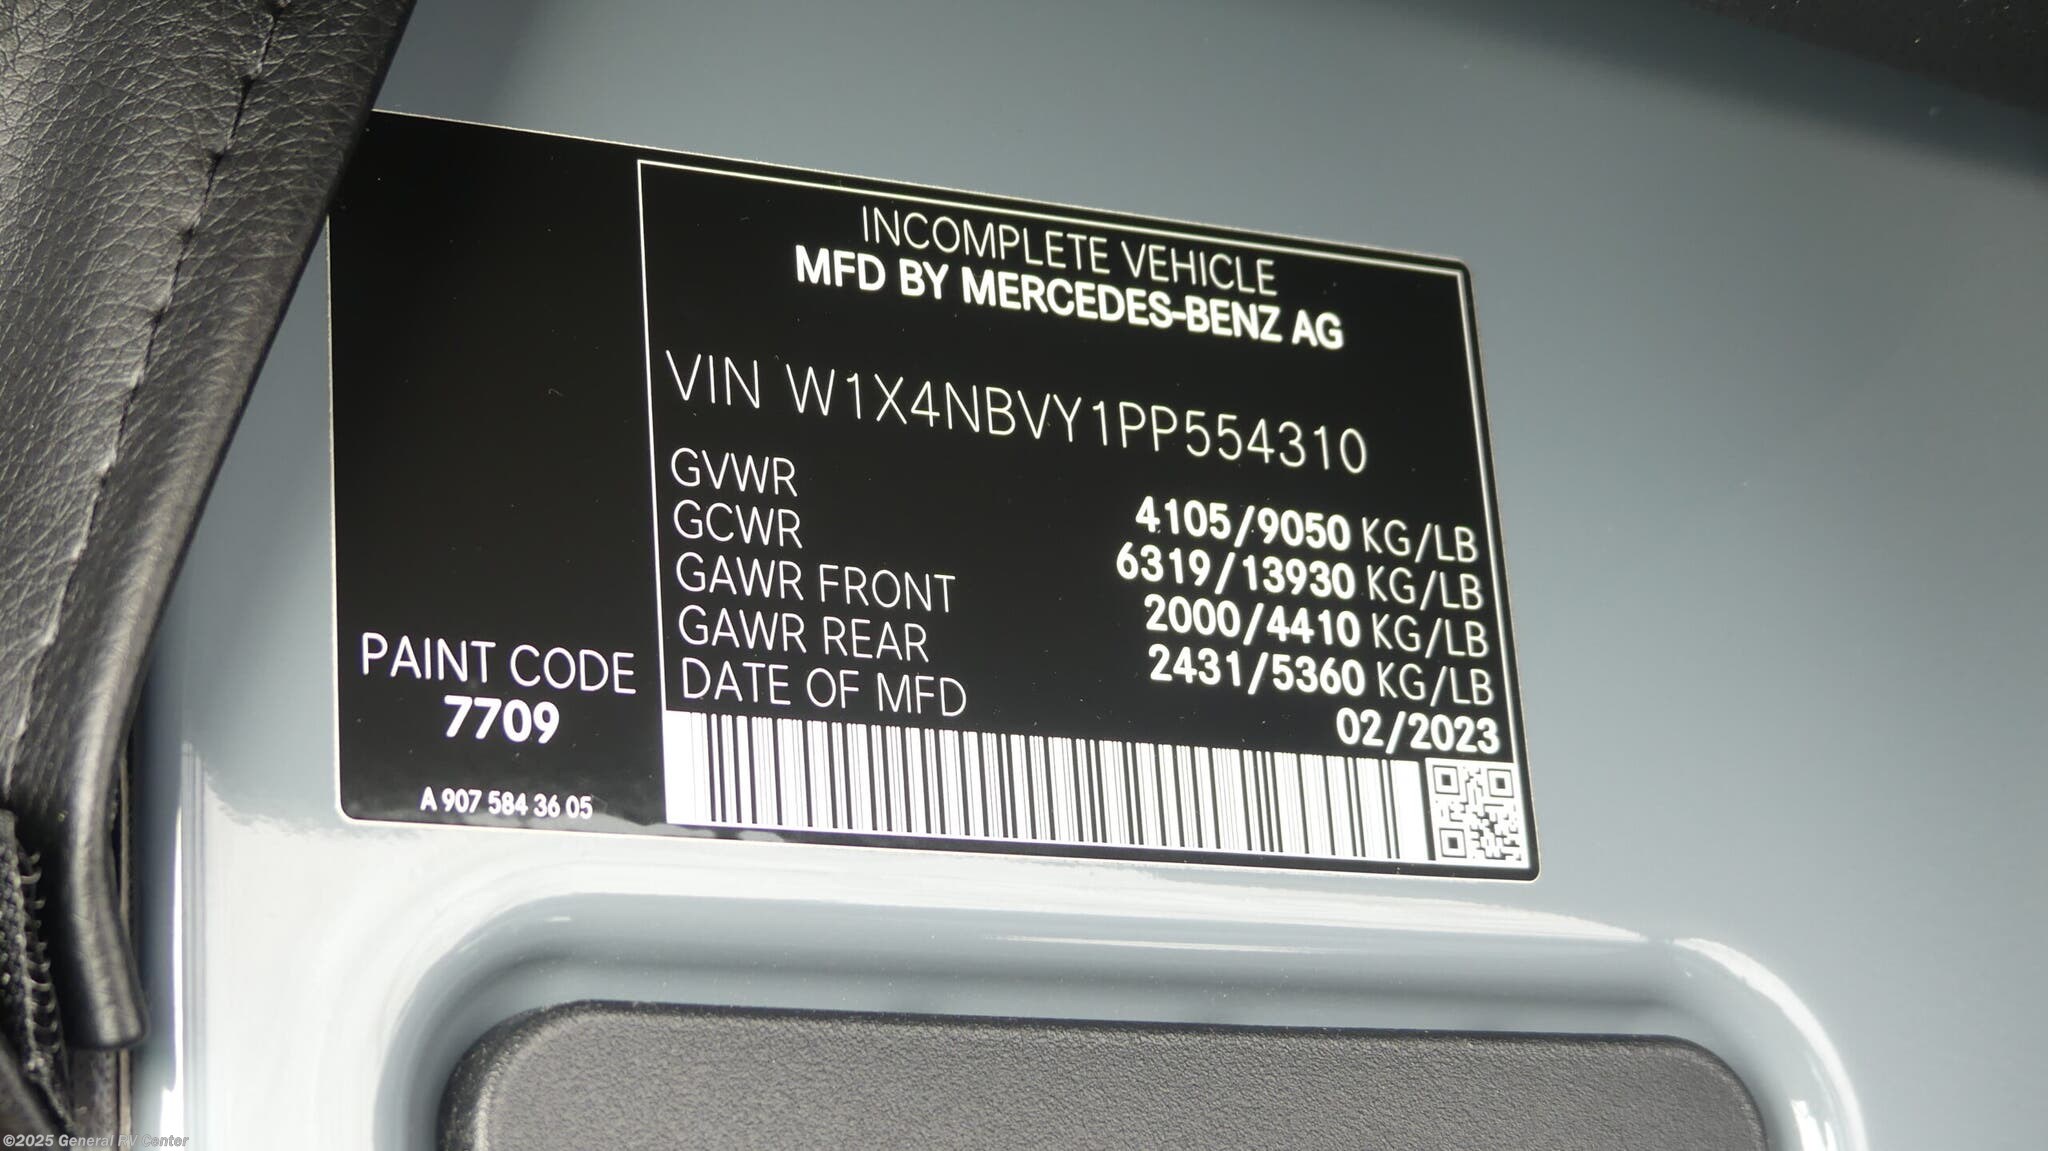 INCOMPLETE VEHICLE
MFD BY MERCEDES-BENZ AG
VIN W1X4NBVY1PP554310
GVWR 4105/9050 KG/LB
GCWR 6319/13930 KG/LB
GAWR FRONT 2000/4410 KG/LB
GAWR REAR 2431/5360 KG/LB
DATE OF MFD 02/2023
PAINT CODE
7709
A 907 584 36 05
©2025 General RV Center